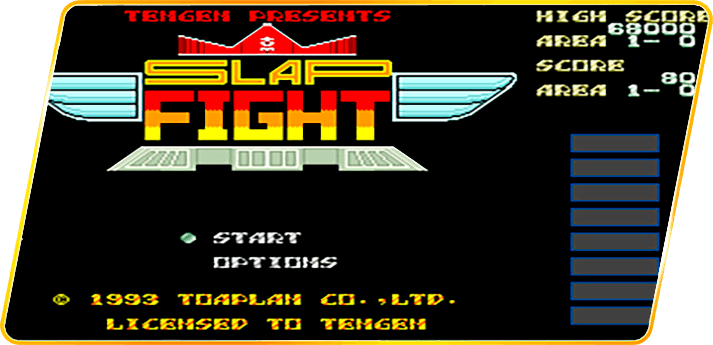 TENGEN PRESENTS
SLAP
FIGHT
START
OPTIONS
© 1993 TOAPLAN CO.,LTD.
LICENSED TO TENGEN
HIGH SCORE
68000
AREA 1- 0
SCORE
80
AREA 1- 0